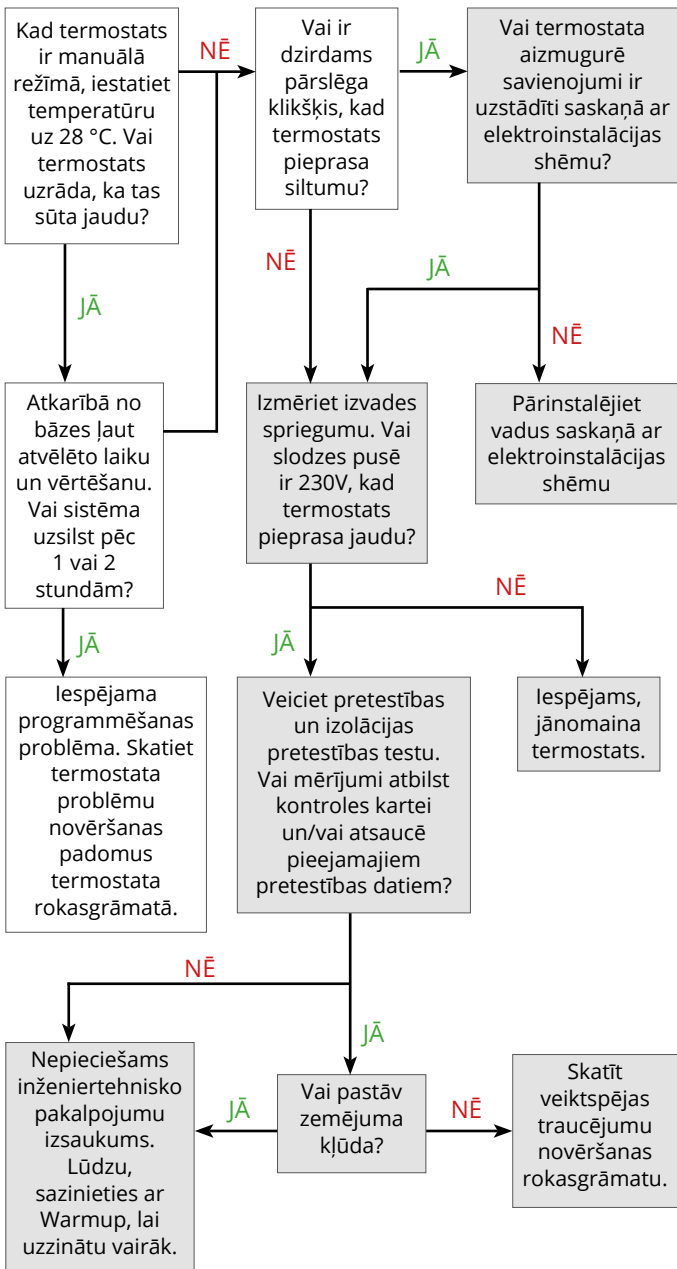 Kad termostats
ir manuālā
režīmā, iestatiet
temperatūru
uz 28 °C. Vai
termostats
uzrāda, ka tas
sūta jaudu?
NĒ
Vai ir
dzirdams
pārslēga
klikšķis, kad
termostats
pieprasa
siltumu?
JĀ
Vai termostata
aizmugurē
savienojumi ir
uzstādīti saskaņā ar
elektroinstalācijas
shēmu?
JĀ
NĒ
JĀ
NĒ
Atkarībā no
bāzes ļaut
atvēlēto laiku
un vērtēšanu.
Vai sistēma
uzsilst pēc
1 vai 2
stundām?
Izmēriet izvades
spriegumu. Vai
slodzes pusē
ir 230V, kad
termostats
pieprasa jaudu?
Pārinstalējiet
vadus saskaņā ar
elektroinstalācijas
shēmu
JĀ
JĀ
NĒ
Iespējama
programmēšanas
problēma. Skatiet
termostata
problēmu
novēršanas
padomus
termostata
rokasgrāmatā.
Veiciet pretestības
un izolācijas
pretestības testu.
Vai mērījumi atbilst
kontroles kartei
un/vai atsaucē
pieejamajiem
pretestības datiem?
Iespējams,
jānomaina
termostats.
NĒ
JĀ
Nepieciešams
inženiertehnisko
pakalpojumu
izsaukums.
Lūdzu,
sazinieties ar
Warmup, lai
uzzinātu vairāk.
JĀ
Vai pastāv
zemējuma
kļūda?
NĒ
Skatīt
veiktspējas
traucējumu
novēršanas
rokasgrāmatu.